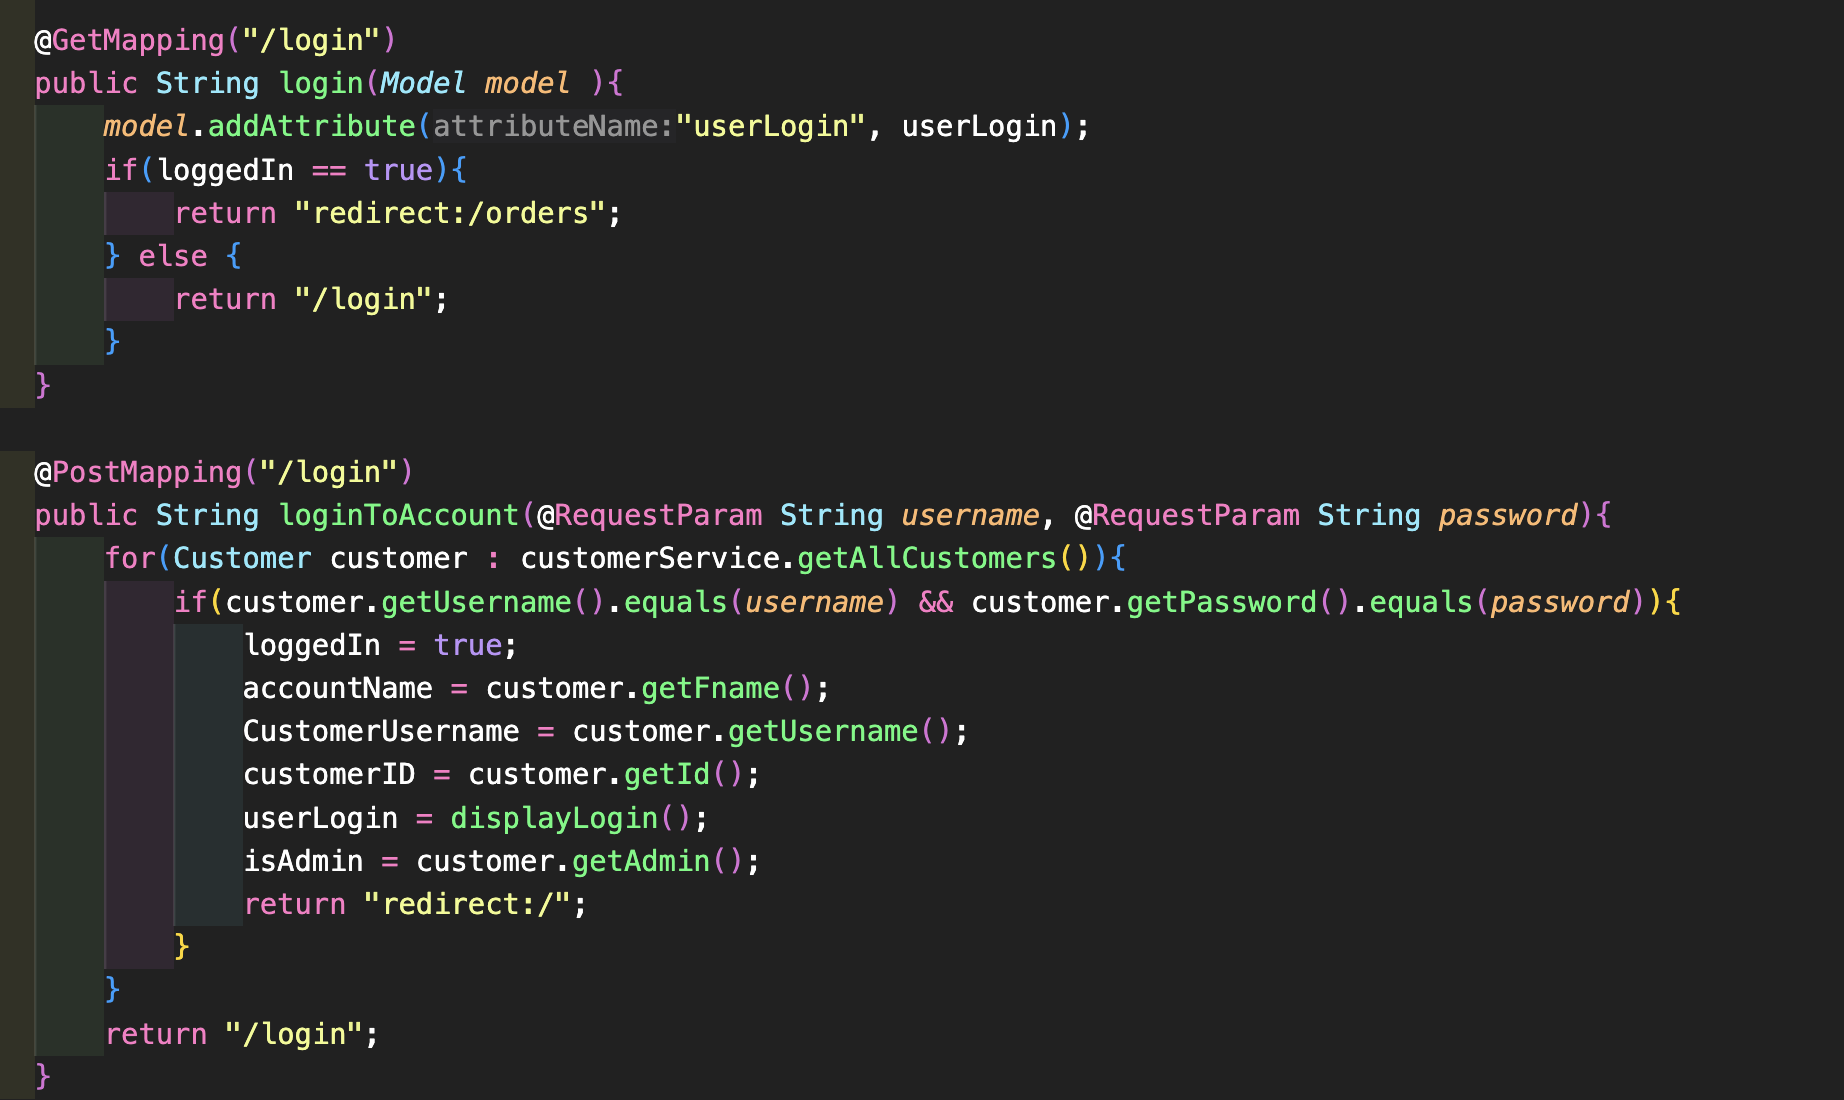 @GetMapping("/login")
public String login(Model model ){
    model.addAttribute(attributeName:"userLogin", userLogin);
    if(loggedIn == true){
        return "redirect:/orders";
    } else {
        return "/login";
    }
}

@PostMapping("/login")
public String loginToAccount(@RequestParam String username, @RequestParam String password){
    for(Customer customer : customerService.getAllCustomers()){
        if(customer.getUsername().equals(username) && customer.getPassword().equals(password)){
            loggedIn = true;
            accountName = customer.getFname();
            CustomerUsername = customer.getUsername();
            customerID = customer.getId();
            userLogin = displayLogin();
            isAdmin = customer.getAdmin();
            return "redirect:/";
        }
    }
    return "/login";
}